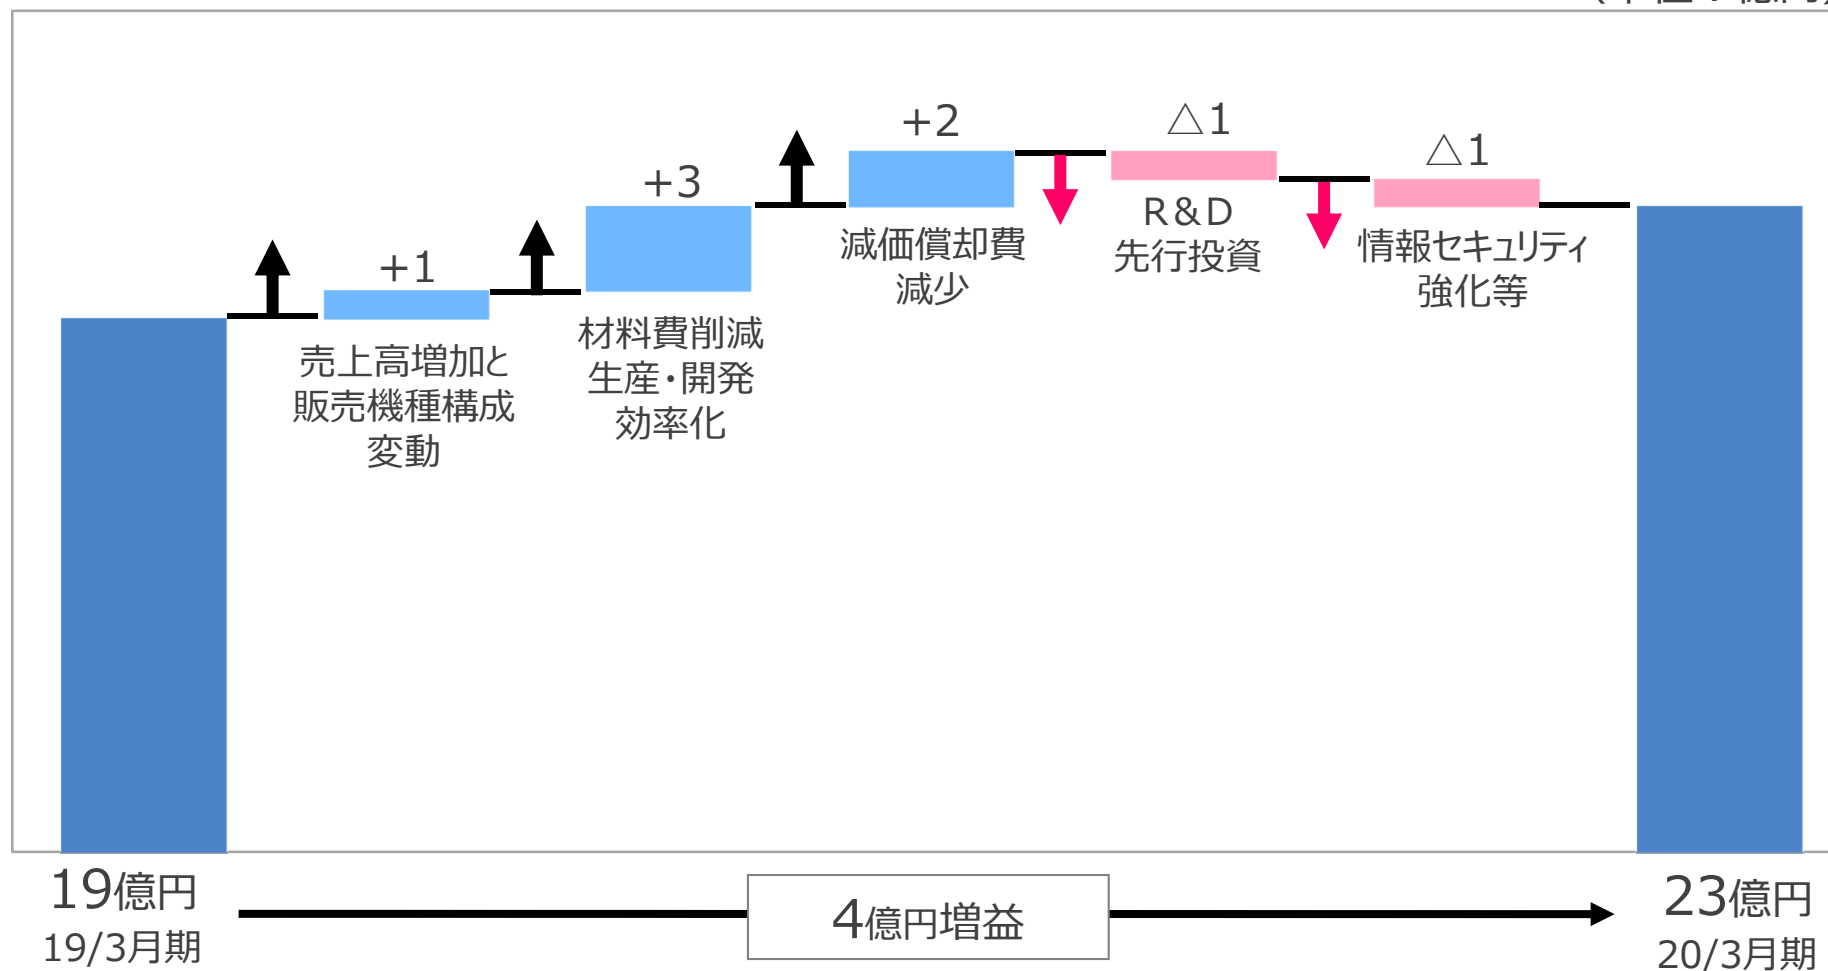 +1
売上高増加と
販売機種構成
変動
+3
材料費削減
生産・開発
効率化
+2
減価償却費
減少
△1
R&D
先行投資
△1
情報セキュリティ
強化等
19億円
19/3月期
4億円増益
23億円
20/3月期